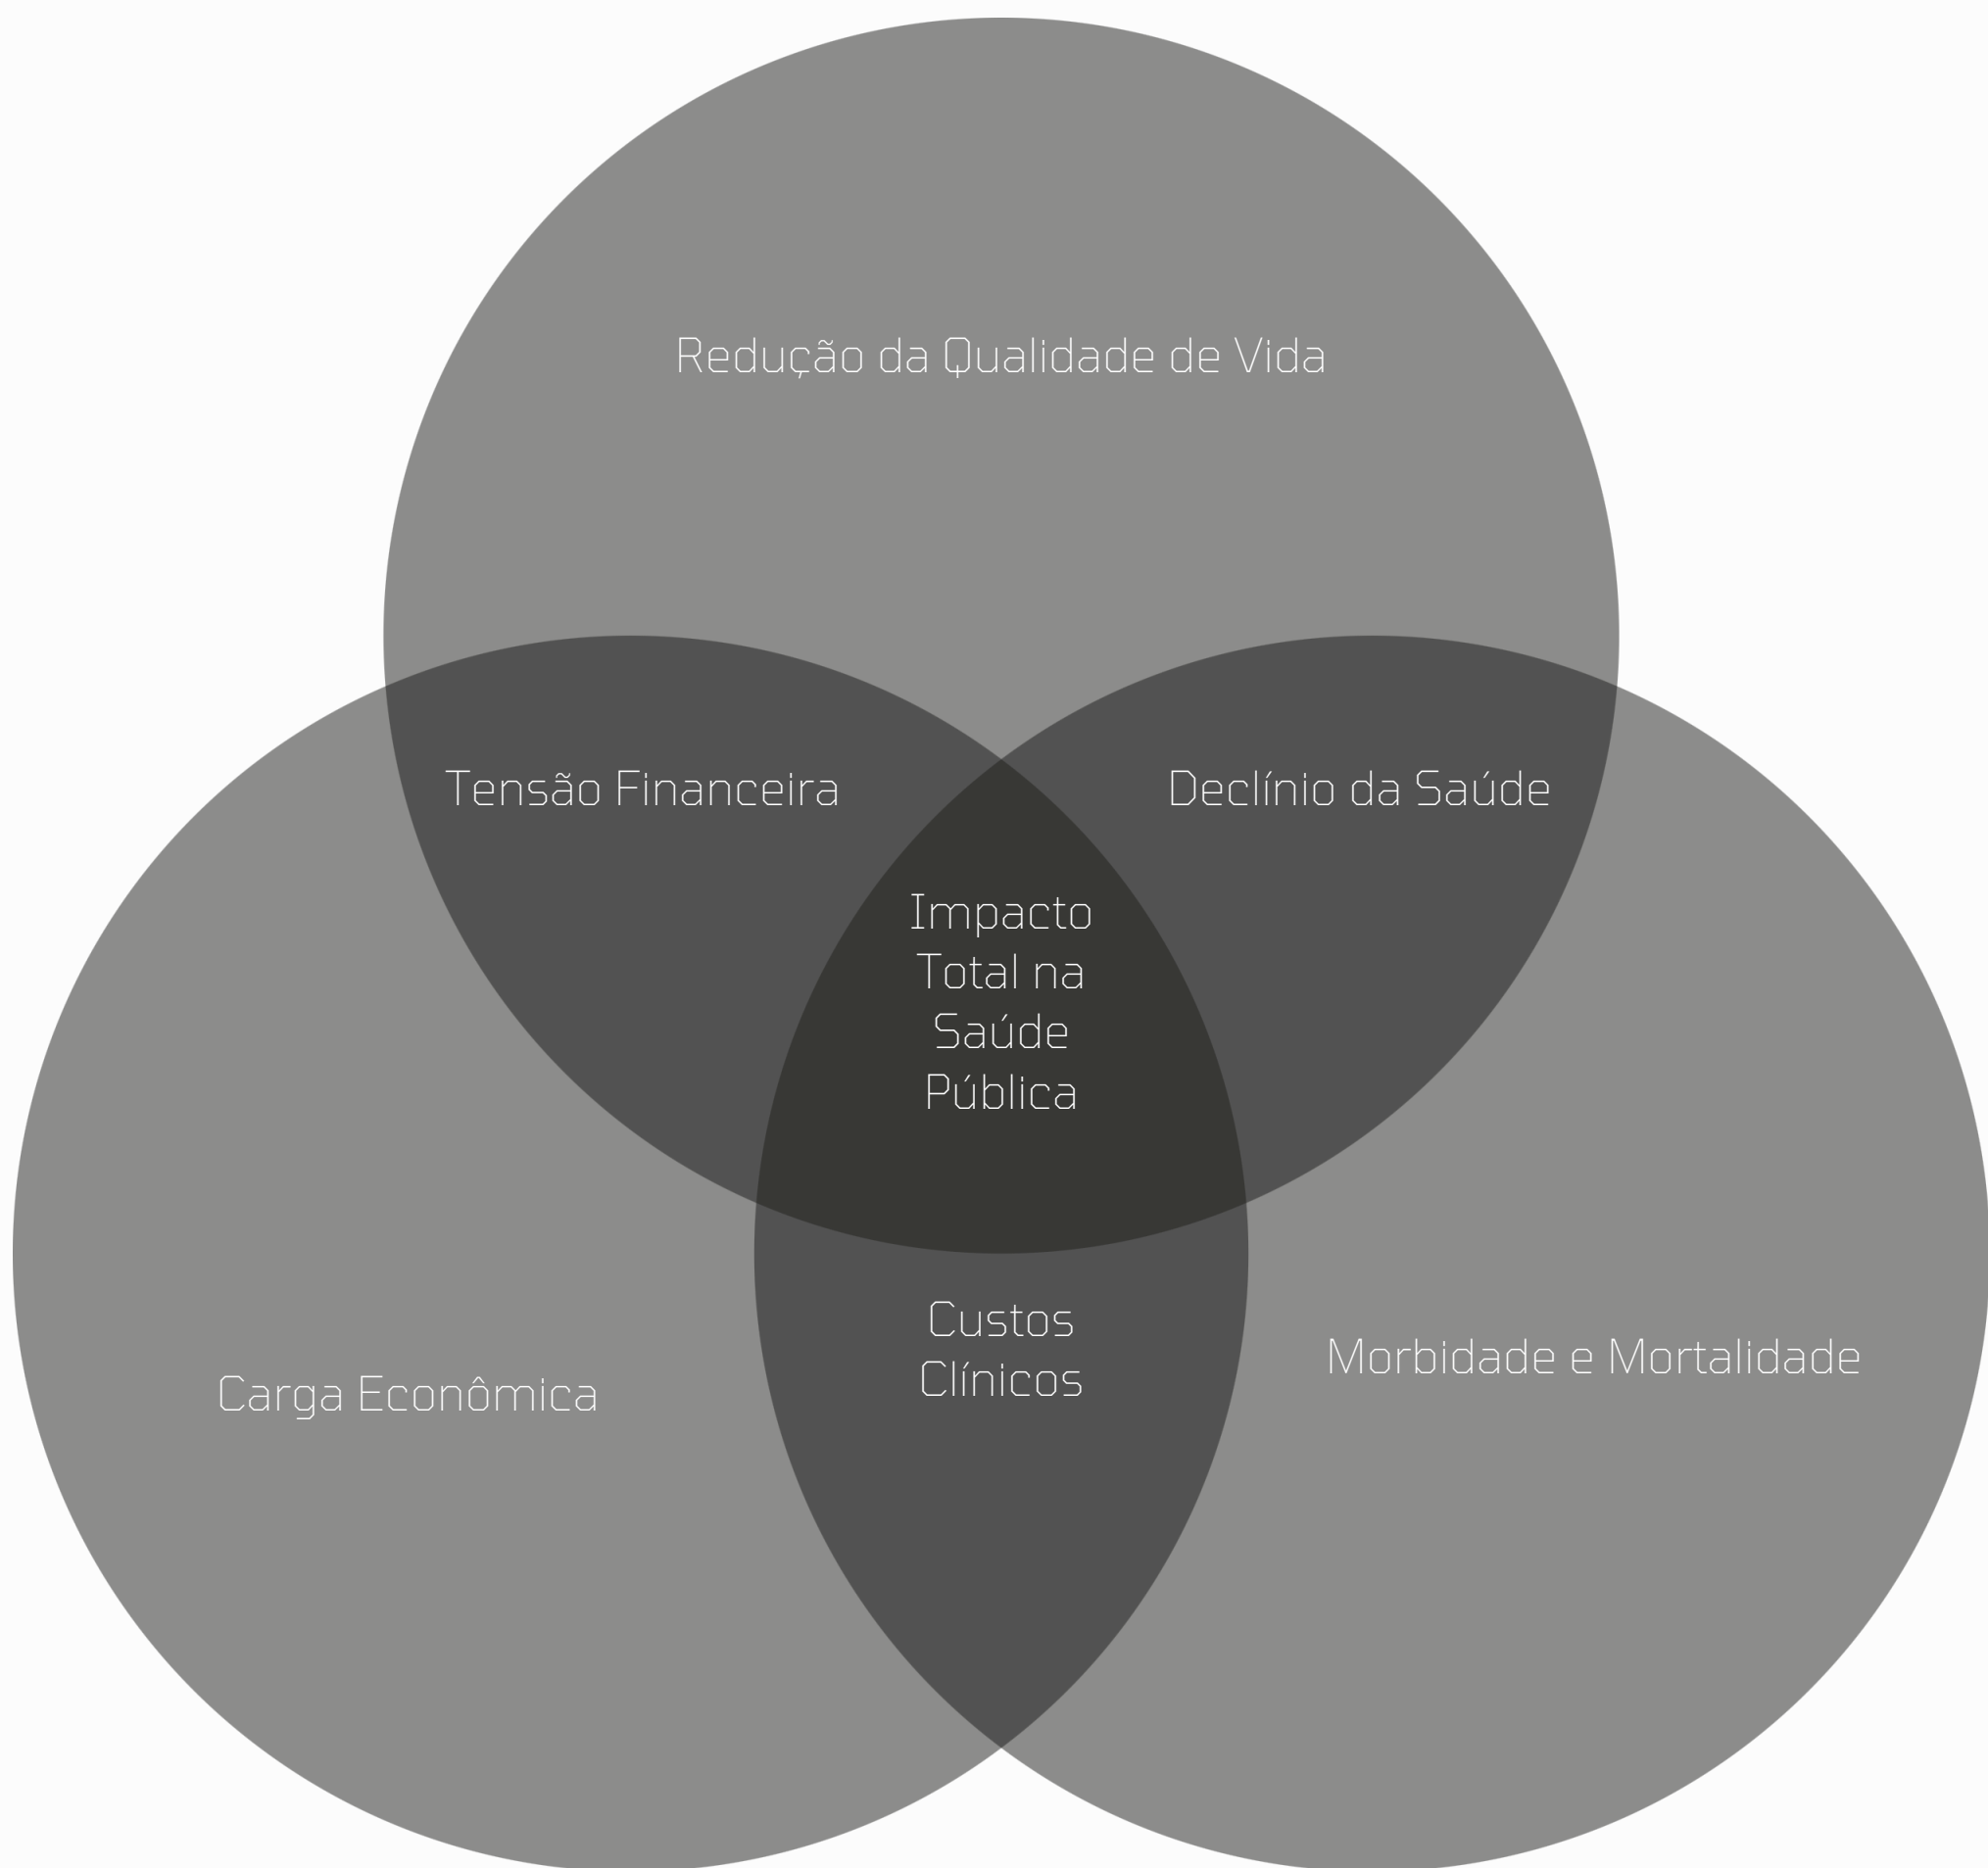 Redução da Qualidade de Vida
Tensão Financeira
Declínio da Saúde
Impacto
Total na
Saúde
Pública
Custos
Clínicos
Carga Econômica
Morbidade e Mortalidade